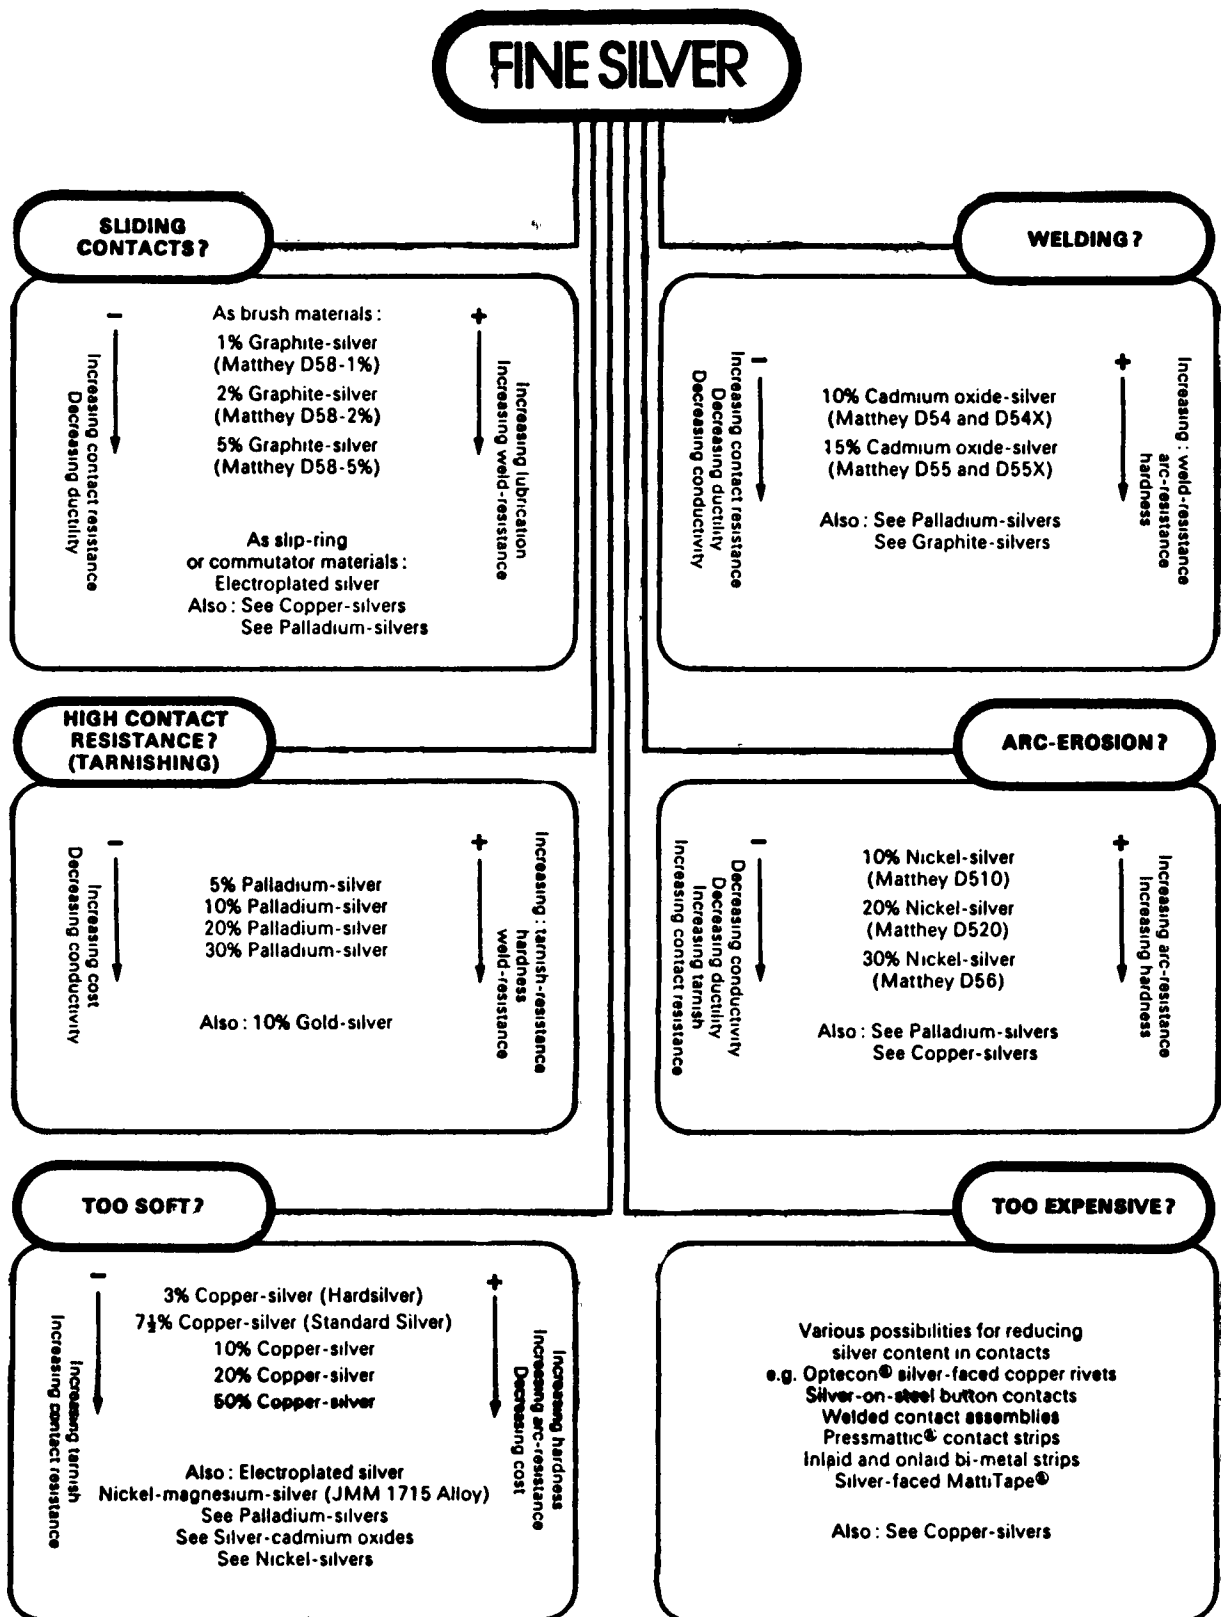 FINE SILVER
SLIDING
CONTACTS?
–
Increasing contact resistance
Decreasing ductility
As brush materials :
1% Graphite-silver
(Matthey D58-1%)
2% Graphite-silver
(Matthey D58-2%)
5% Graphite-silver
(Matthey D58-5%)
As slip-ring
or commutator materials :
Electroplated silver
Also : See Copper-silvers
See Palladium-silvers
+
Increasing lubrication
Increasing weld-resistance
WELDING?
–
Increasing contact resistance
Decreasing ductility
Decreasing conductivity
10% Cadmium oxide-silver
(Matthey D54 and D54X)
15% Cadmium oxide-silver
(Matthey D55 and D55X)
Also : See Palladium-silvers
See Graphite-silvers
+
Increasing : weld-resistance
arc-resistance
hardness
HIGH CONTACT
RESISTANCE?
(TARNISHING)
–
Increasing cost
Decreasing conductivity
5% Palladium-silver
10% Palladium-silver
20% Palladium-silver
30% Palladium-silver
Also : 10% Gold-silver
+
Increasing : tarnish-resistance
hardness
weld-resistance
ARC-EROSION?
–
Decreasing conductivity
Decreasing ductility
Increasing tarnish
Increasing contact resistance
10% Nickel-silver
(Matthey D510)
20% Nickel-silver
(Matthey D520)
30% Nickel-silver
(Matthey D56)
Also : See Palladium-silvers
See Copper-silvers
+
Increasing arc-resistance
Increasing hardness
TOO SOFT?
–
Increasing tarnish
Increasing contact resistance
3% Copper-silver (Hardsilver)
7½% Copper-silver (Standard Silver)
10% Copper-silver
20% Copper-silver
50% Copper-silver
Also : Electroplated silver
Nickel-magnesium-silver (JMM 1715 Alloy)
See Palladium-silvers
See Silver-cadmium oxides
See Nickel-silvers
+
Increasing hardness
Increasing arc-resistance
Decreasing cost
TOO EXPENSIVE?
Various possibilities for reducing
silver content in contacts
e.g. Optecon® silver-faced copper rivets
Silver-on-steel button contacts
Welded contact assemblies
Pressmattic® contact strips
Inlaid and onlaid bi-metal strips
Silver-faced MattiTape®
Also : See Copper-silvers